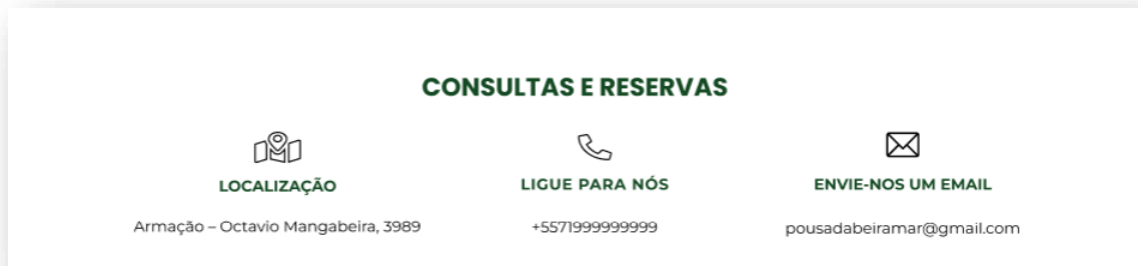 CONSULTAS E RESERVAS
LOCALIZAÇÃO
Armação – Octavio Mangabeira, 3989
LIGUE PARA NÓS
+5571999999999
ENVIE-NOS UM EMAIL
pousadabeiramar@gmail.com